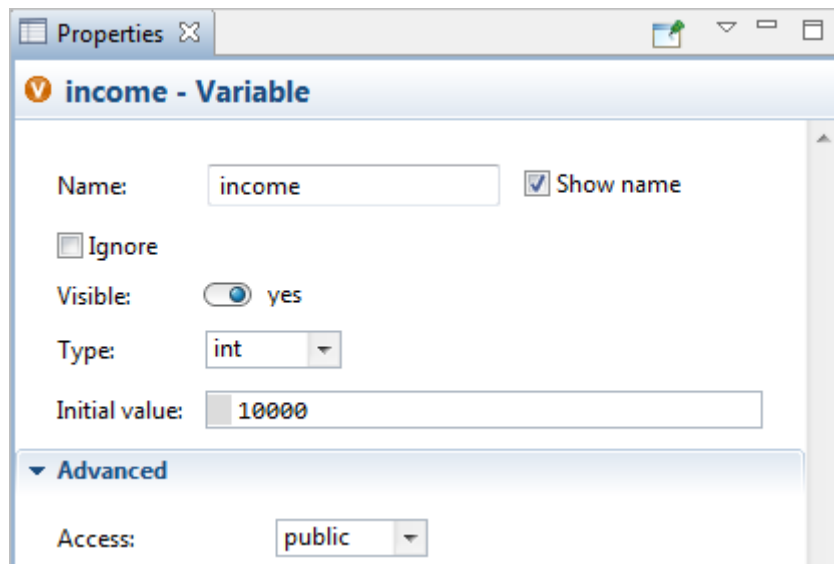 Properties
V income - Variable
Name: income Show name
Ignore
Visible: yes
Type: int
Initial value: 10000
Advanced
Access: public